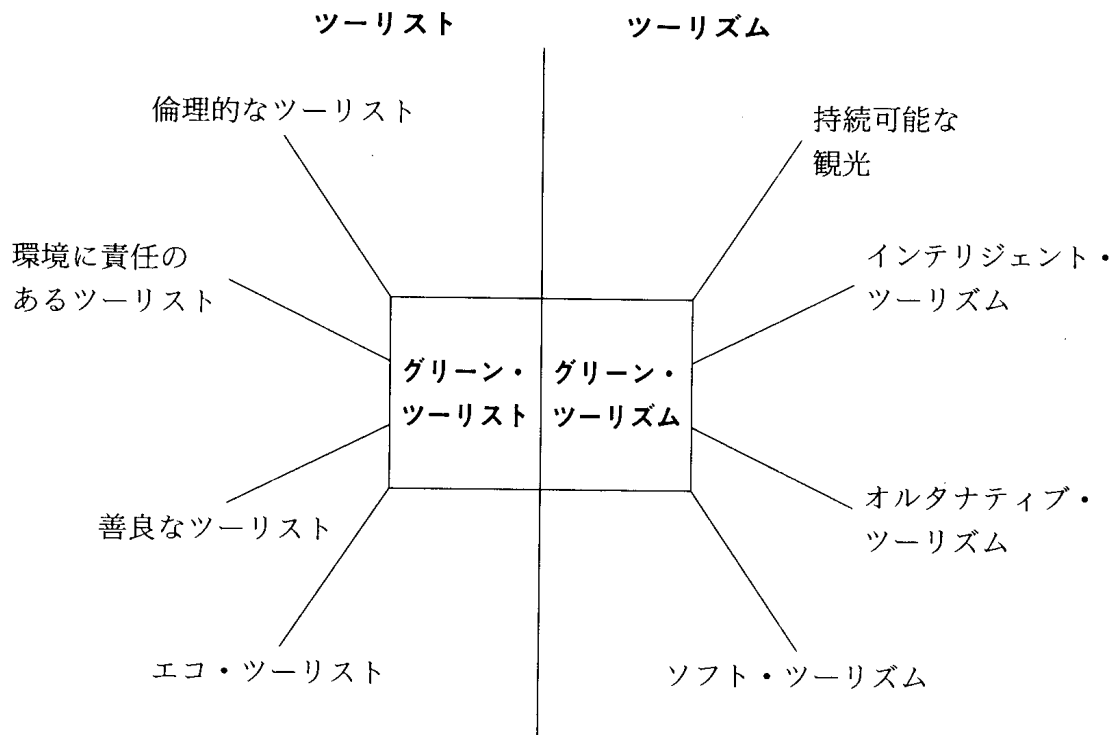 ツーリスト
ツーリズム
倫理的なツーリスト
持続可能な
観光
環境に責任の
あるツーリスト
インテリジェント・
ツーリズム
グリーン・
ツーリスト
グリーン・
ツーリズム
善良なツーリスト
オルタナティブ・
ツーリズム
エコ・ツーリスト
ソフト・ツーリズム